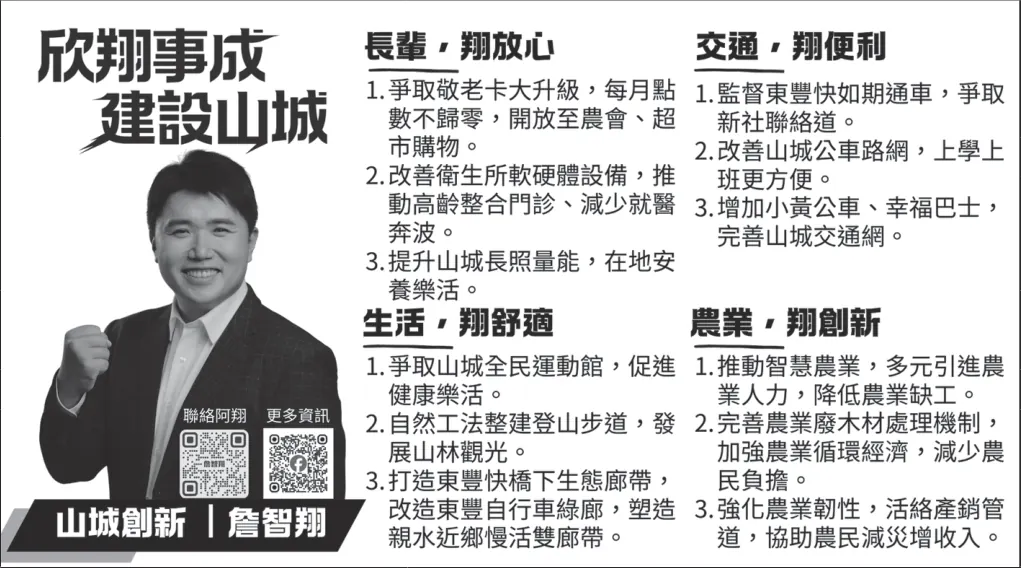 欣翔事成
建設山城
聯絡阿翔
更多資訊
詹智翔
山城創新｜詹智翔
長輩，翔放心
1.爭取敬老卡大升級，每月點
數不歸零，開放至農會、超
市購物。
2.改善衛生所軟硬體設備，推
動高齡整合門診、減少就醫
奔波。
3.提升山城長照量能，在地安
養樂活。
交通，翔便利
1.監督東豐快如期通車，爭取
新社聯絡道。
2.改善山城公車路網，上學上
班更方便。
3.增加小黃公車、幸福巴士，
完善山城交通網。
生活，翔舒適
1.爭取山城全民運動館，促進
健康樂活。
2.自然工法整建登山步道，發
展山林觀光。
3.打造東豐快橋下生態廊帶，
改造東豐自行車綠廊，塑造
親水近鄉慢活雙廊帶。
農業，翔創新
1.推動智慧農業，多元引進農
業人力，降低農業缺工。
2.完善農業廢木材處理機制，
加強農業循環經濟，減少農
民負擔。
3.強化農業韌性，活絡產銷管
道，協助農民減災增收入。